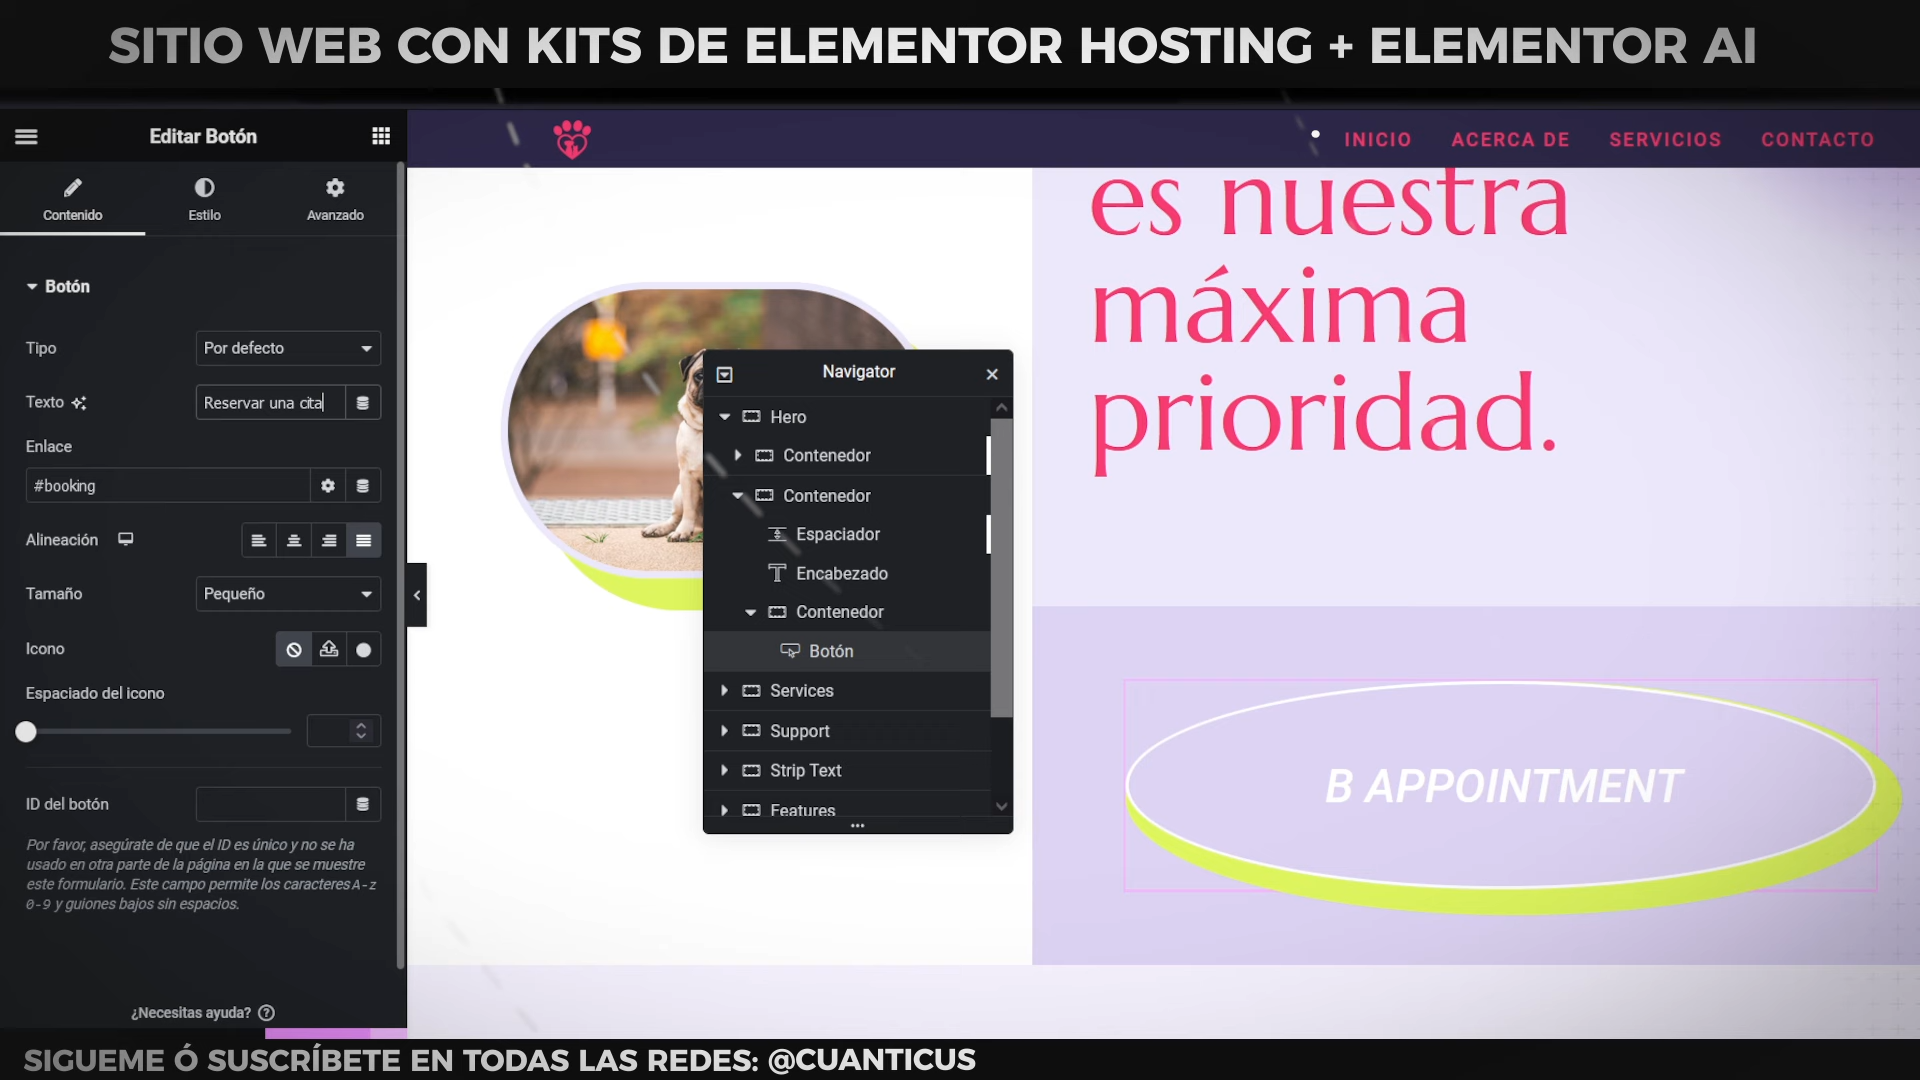 SITIO WEB CON KITS DE ELEMENTOR HOSTING + ELEMENTOR AI
Editar Botón
Contenido
Estilo
Avanzado
Botón
Tipo
Por defecto
Texto
Reservar una cita
Enlace
#booking
Alineación
Tamaño
Pequeño
Icono
Espaciado del icono
ID del botón
Por favor, asegúrate de que el ID es único y no se ha
usado en otra parte de la página en la que se muestre
este formulario. Este campo permite los caracteres A-z
0-9 y guiones bajos sin espacios.
¿Necesitas ayuda?
INICIO
ACERCA DE
SERVICIOS
CONTACTO
es nuestra
máxima
prioridad.
Navigator
Hero
Contenedor
Contenedor
Espaciador
Encabezado
Contenedor
Botón
Services
Support
Strip Text
Features
B APPOINTMENT
SIGUEME Ó SUSCRÍBETE EN TODAS LAS REDES: @CUANTICUS